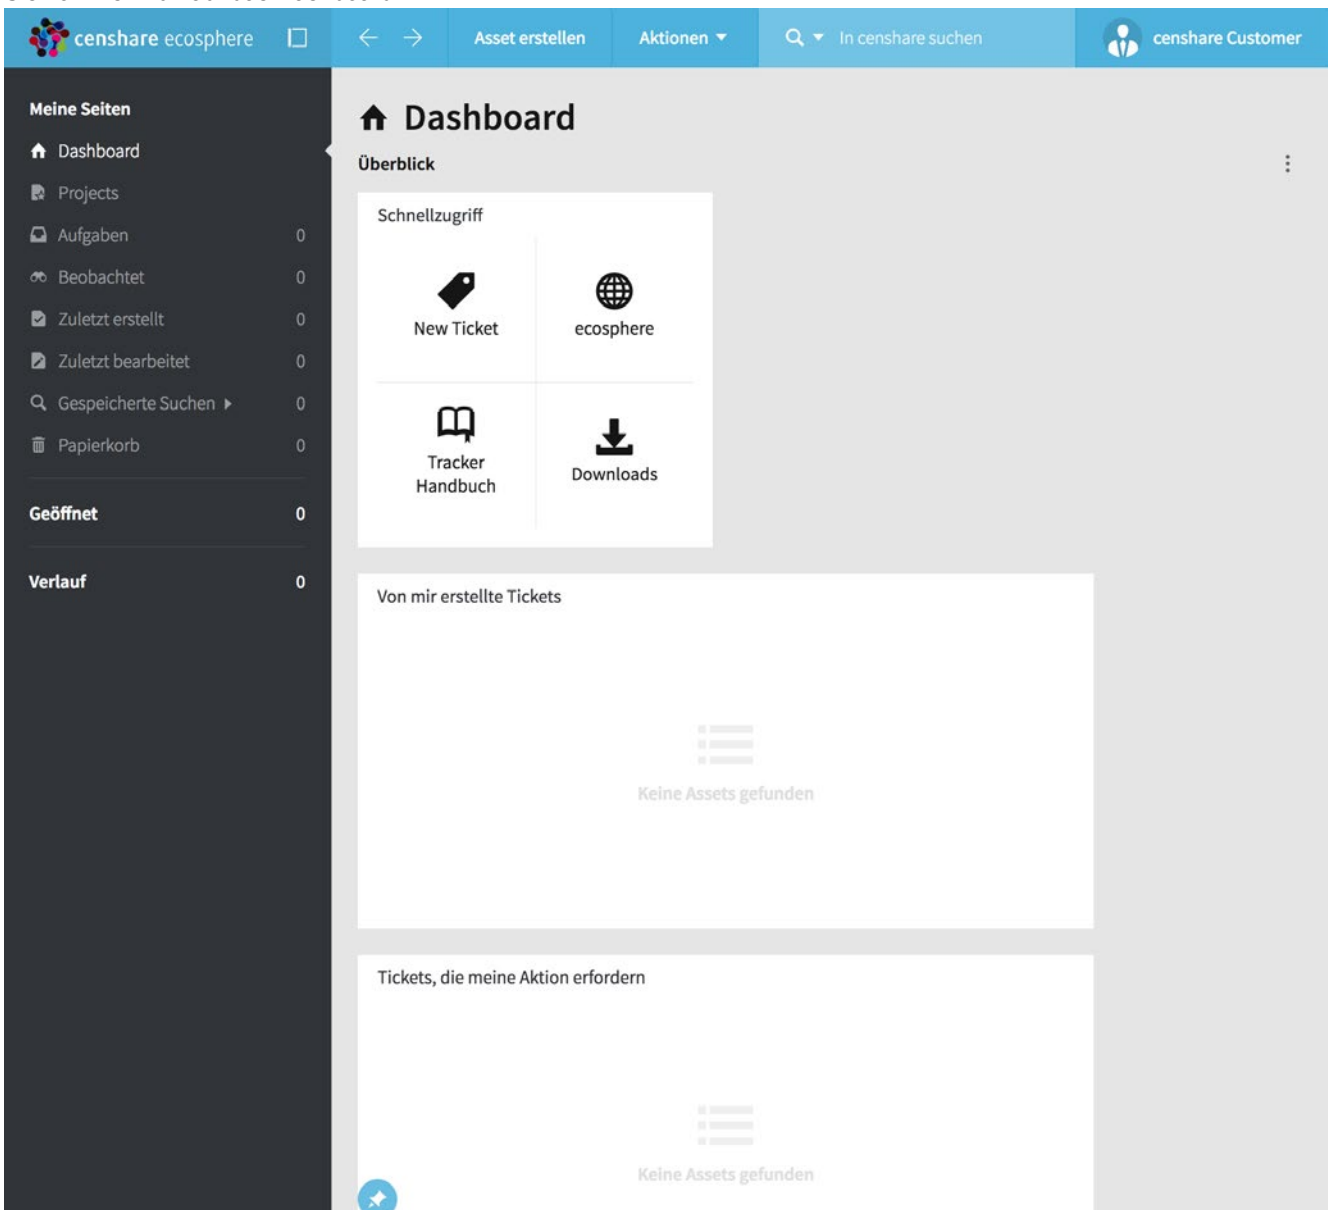 censhare ecosphere
Asset erstellen
Aktionen
In censhare suchen
censhare Customer
Meine Seiten
Dashboard
Projects
Aufgaben 0
Beobachtet 0
Zuletzt erstellt 0
Zuletzt bearbeitet 0
Gespeicherte Suchen 0
Papierkorb 0
Geöffnet 0
Verlauf 0
Dashboard
Überblick
Schnellzugriff
New Ticket
ecosphere
Tracker
Handbuch
Downloads
Von mir erstellte Tickets
Keine Assets gefunden
Tickets, die meine Aktion erfordern
Keine Assets gefunden